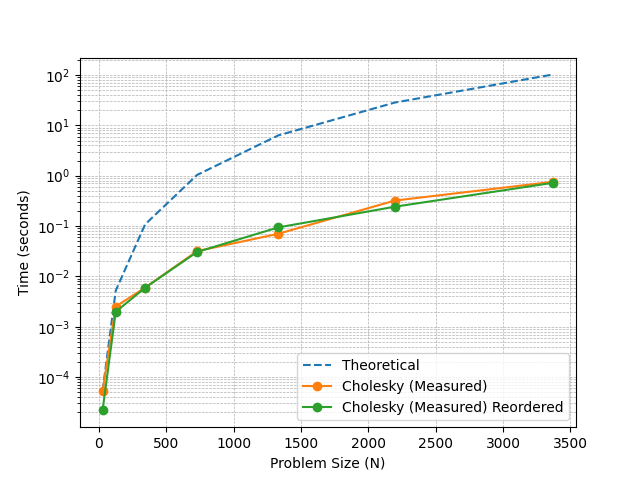 10²
10¹
10⁰
10⁻¹
10⁻²
10⁻³
10⁻⁴
Time (seconds)
Theoretical
Cholesky (Measured)
Cholesky (Measured) Reordered
0 500 1000 1500 2000 2500 3000 3500
Problem Size (N)